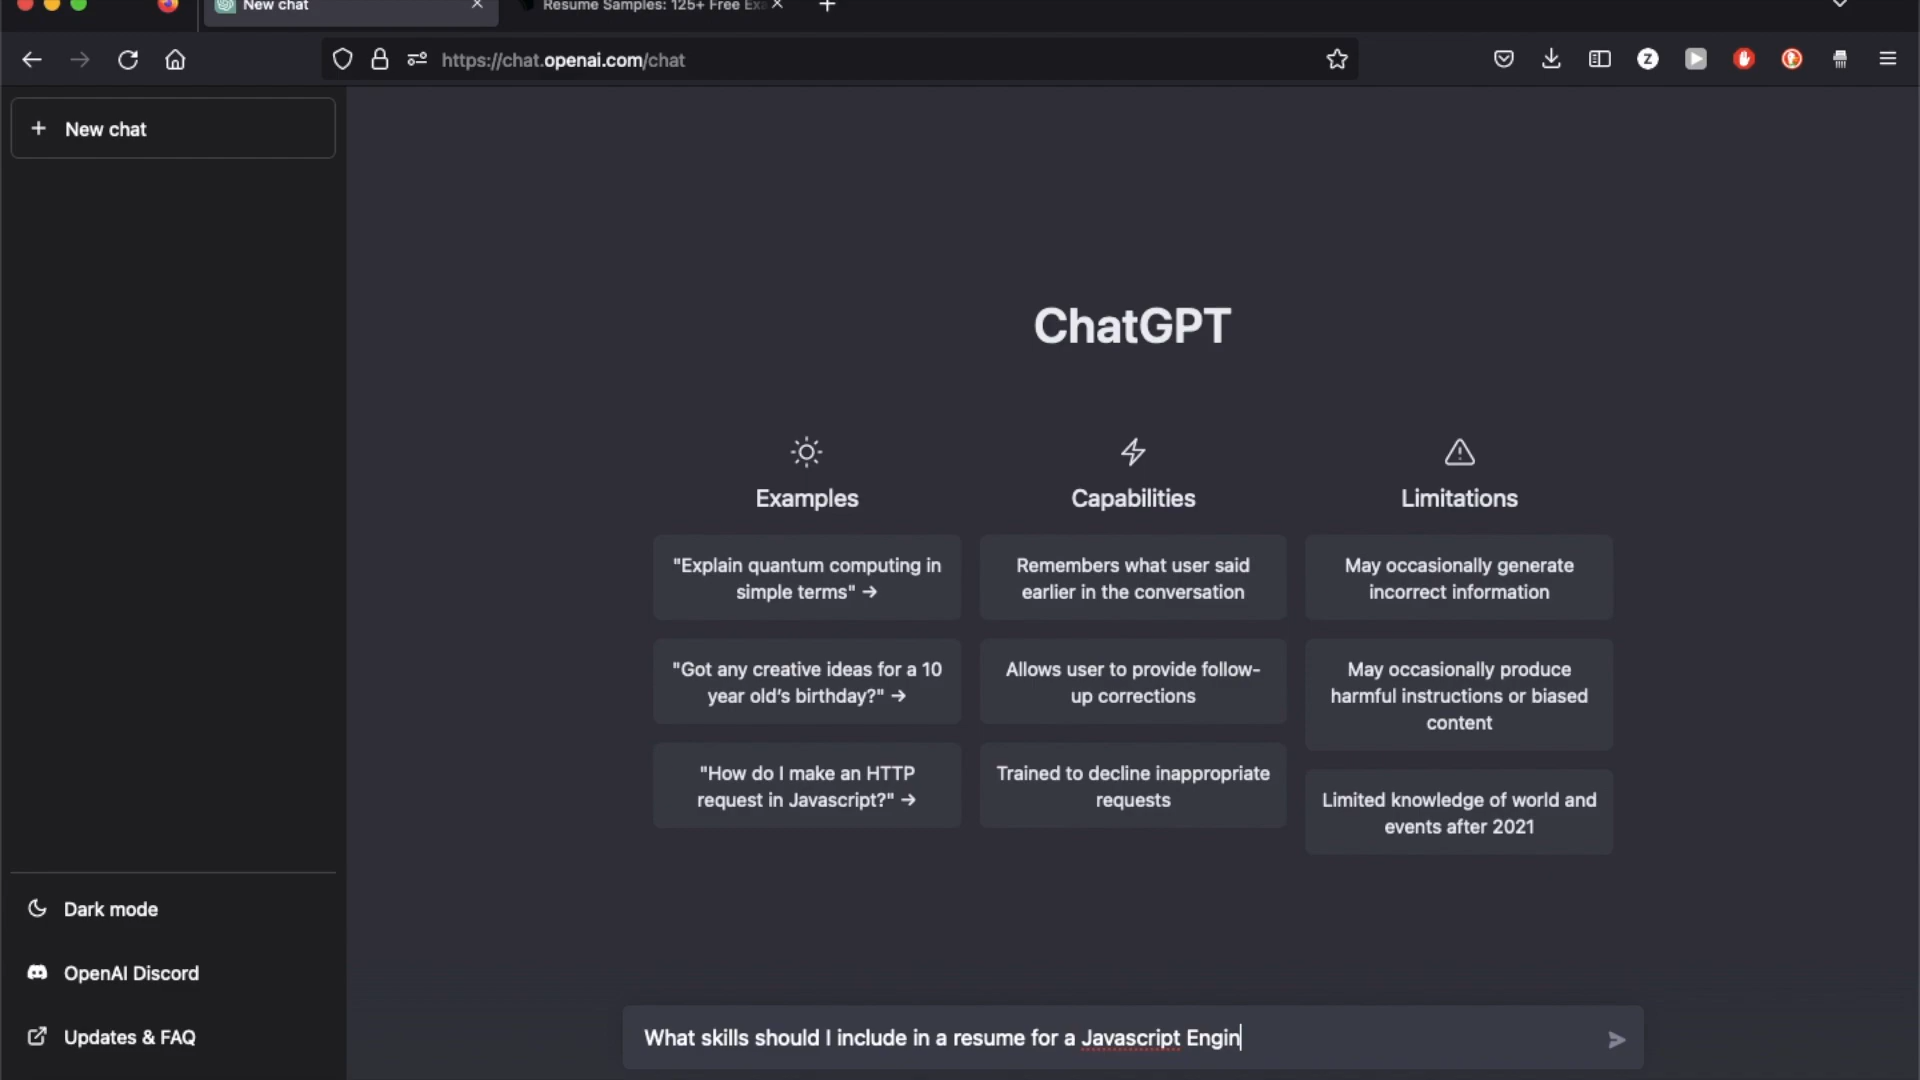 New chat
Resume Samples: 125+ Free Exa
https://chat.openai.com/chat
New chat
ChatGPT
Examples
Capabilities
Limitations
"Explain quantum computing in
simple terms" →
Remembers what user said
earlier in the conversation
May occasionally generate
incorrect information
"Got any creative ideas for a 10
year old's birthday?" →
Allows user to provide follow-
up corrections
May occasionally produce
harmful instructions or biased
content
"How do I make an HTTP
request in Javascript?" →
Trained to decline inappropriate
requests
Limited knowledge of world and
events after 2021
Dark mode
OpenAI Discord
Updates & FAQ
What skills should I include in a resume for a Javascript Engin